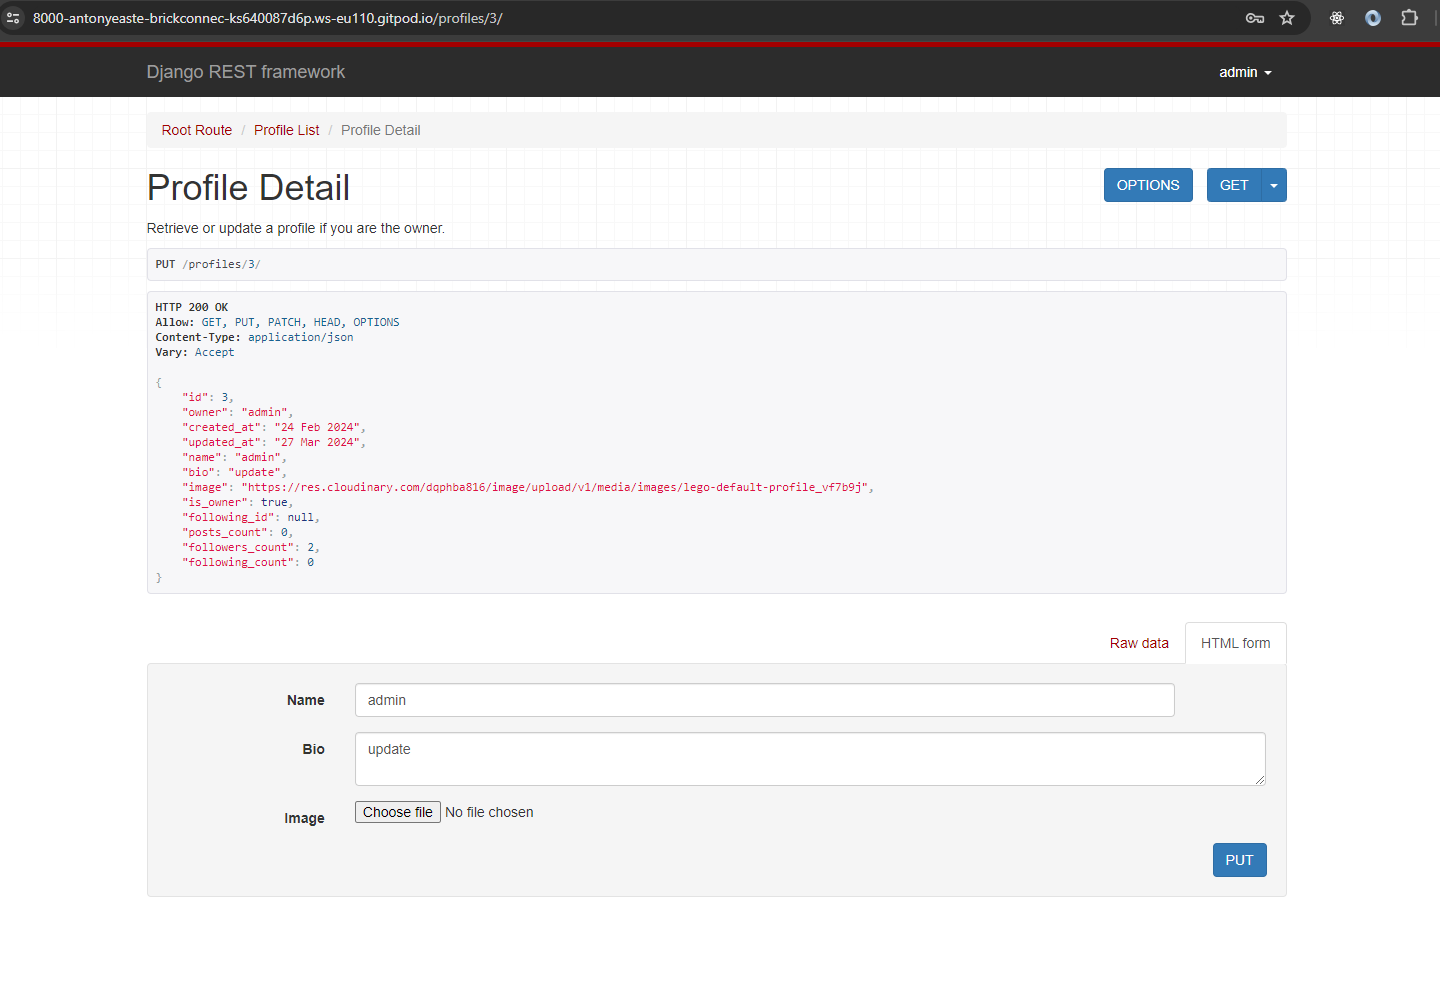 8000-antonyeaste-brickconnec-ks640087d6p.ws-eu110.gitpod.io/profiles/3/
Django REST framework
admin
Root Route / Profile List / Profile Detail
Profile Detail
OPTIONS
GET
Retrieve or update a profile if you are the owner.
PUT /profiles/3/
HTTP 200 OK
Allow: GET, PUT, PATCH, HEAD, OPTIONS
Content-Type: application/json
Vary: Accept
{
    "id": 3,
    "owner": "admin",
    "created_at": "24 Feb 2024",
    "updated_at": "27 Mar 2024",
    "name": "admin",
    "bio": "update",
    "image": "https://res.cloudinary.com/dqphba816/image/upload/v1/media/images/lego-default-profile_vf7b9j",
    "is_owner": true,
    "following_id": null,
    "posts_count": 0,
    "followers_count": 2,
    "following_count": 0
}
Raw data
HTML form
Name
admin
Bio
update
Image
Choose file No file chosen
PUT